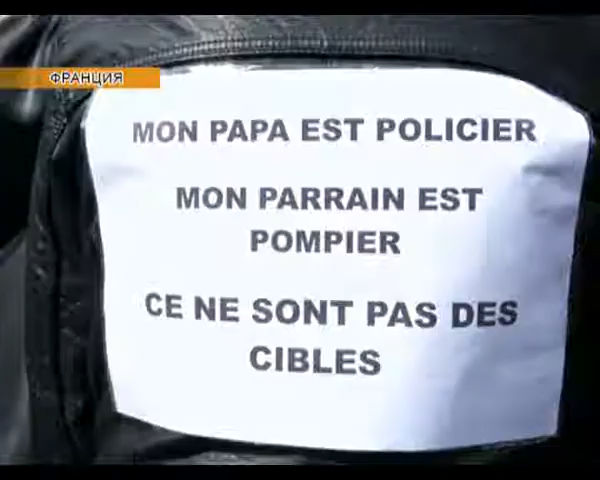 ФРАНЦИЯ
MON PAPA EST POLICIER
MON PARRAIN EST
POMPIER
CE NE SONT PAS DES
CIBLES